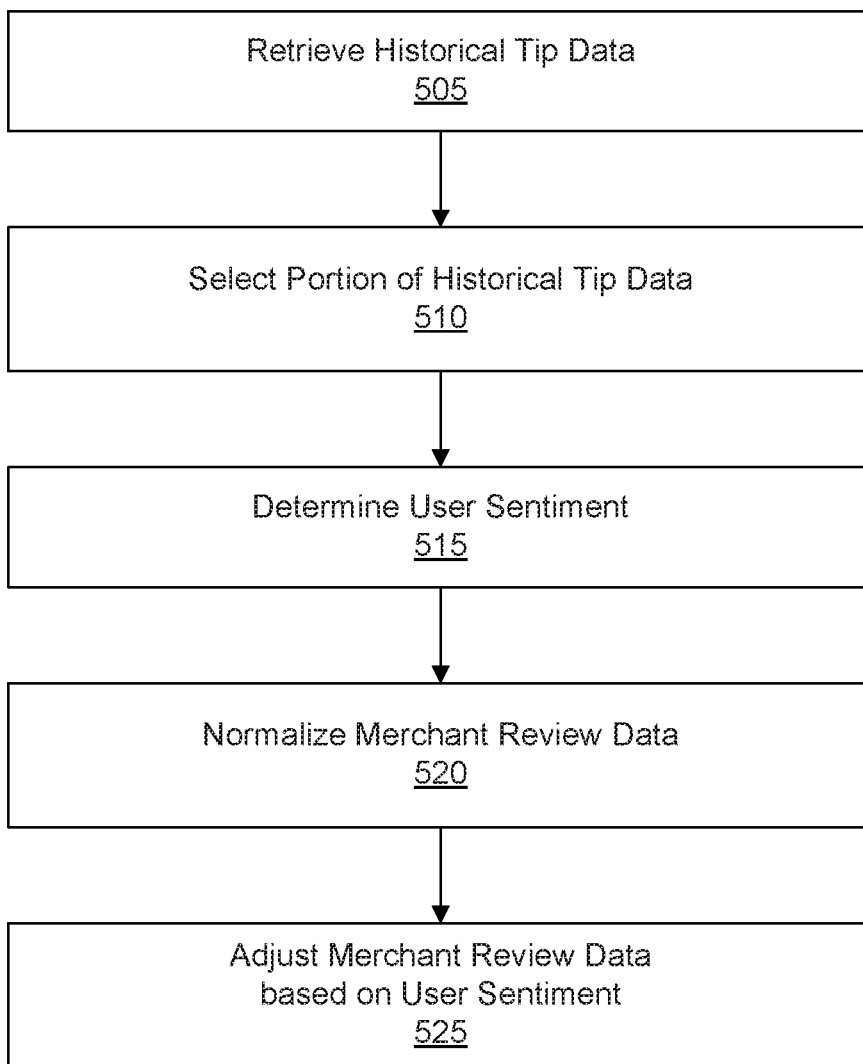 Retrieve Historical Tip Data
505
Select Portion of Historical Tip Data
510
Determine User Sentiment
515
Normalize Merchant Review Data
520
Adjust Merchant Review Data
based on User Sentiment
525